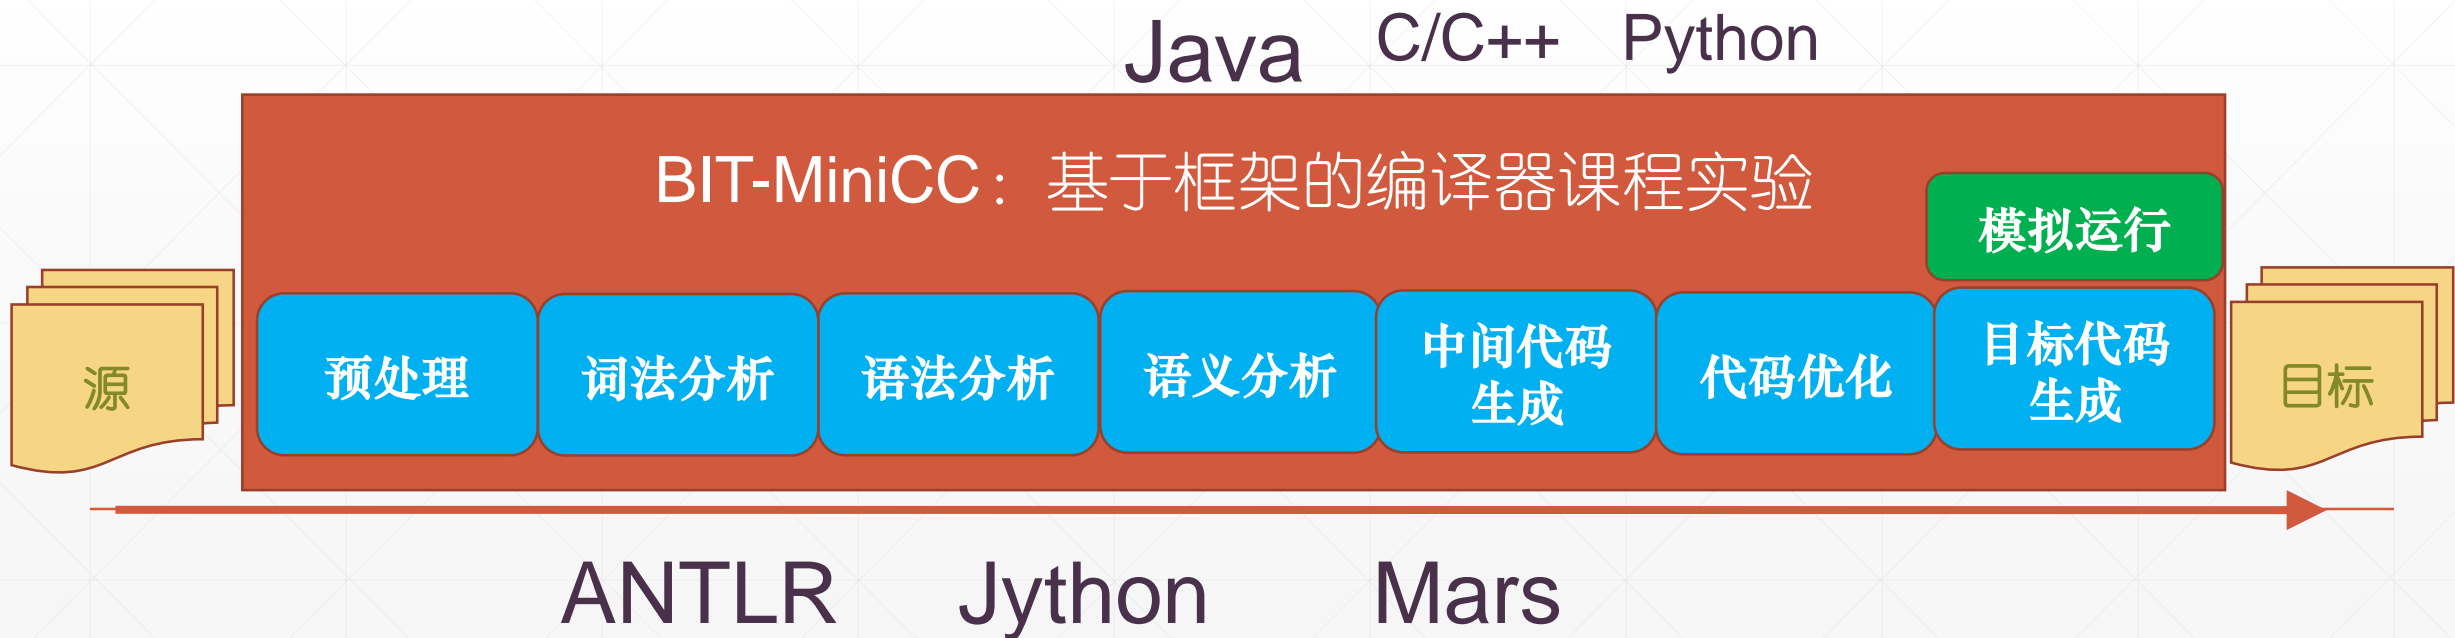 Java C/C++ Python
BIT-MiniCC：基于框架的编译器课程实验
模拟运行
源
预处理
词法分析
语法分析
语义分析
中间代码
生成
代码优化
目标代码
生成
目标
ANTLR Jython Mars